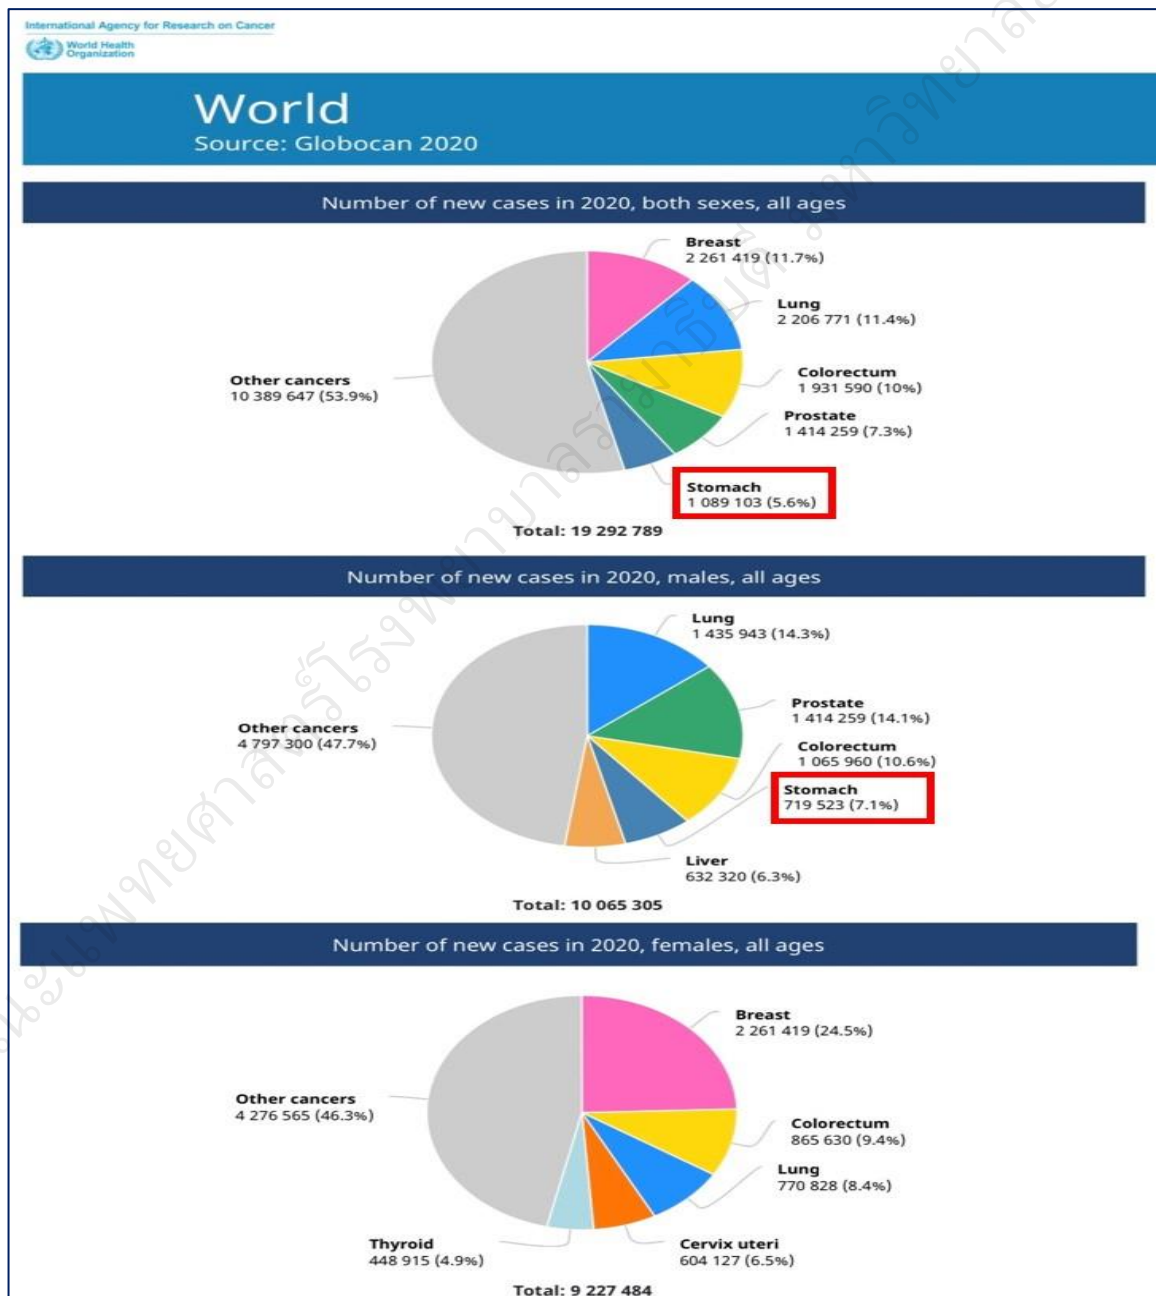 International Agency for Research on Cancer
World Health
Organization
World
Source: Globocan 2020
Number of new cases in 2020, both sexes, all ages
Breast
2 261 419 (11.7%)
Lung
2 206 771 (11.4%)
Colorectum
1 931 590 (10%)
Prostate
1 414 259 (7.3%)
Stomach
1 089 103 (5.6%)
Other cancers
10 389 647 (53.9%)
Total: 19 292 789
Number of new cases in 2020, males, all ages
Lung
1 435 943 (14.3%)
Prostate
1 414 259 (14.1%)
Colorectum
1 065 960 (10.6%)
Stomach
719 523 (7.1%)
Liver
632 320 (6.3%)
Other cancers
4 797 300 (47.7%)
Total: 10 065 305
Number of new cases in 2020, females, all ages
Breast
2 261 419 (24.5%)
Colorectum
865 630 (9.4%)
Lung
770 828 (8.4%)
Cervix uteri
604 127 (6.5%)
Thyroid
448 915 (4.9%)
Other cancers
4 276 565 (46.3%)
Total: 9 227 484